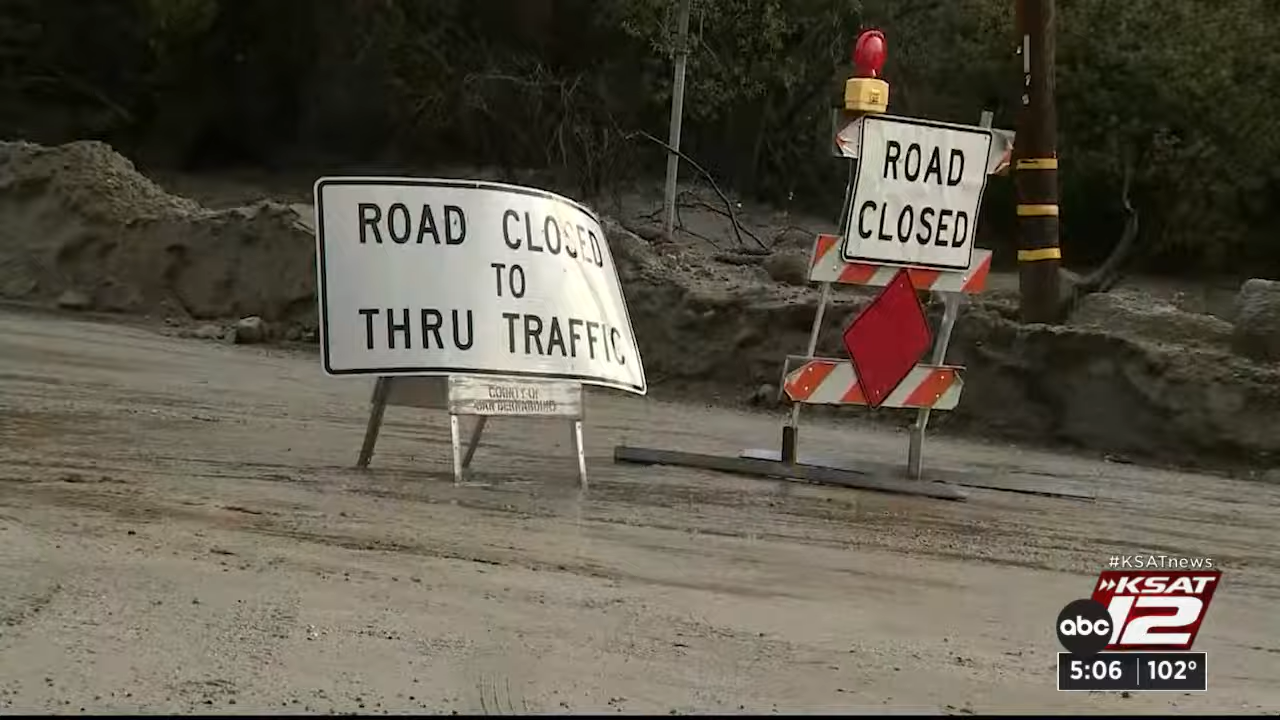 ROAD CLOSED
TO
THRU TRAFFIC
COUNTY OF
SAN BERNARDINO
ROAD
CLOSED
#KSATnews
KSAT
12
abc
5:06 102°